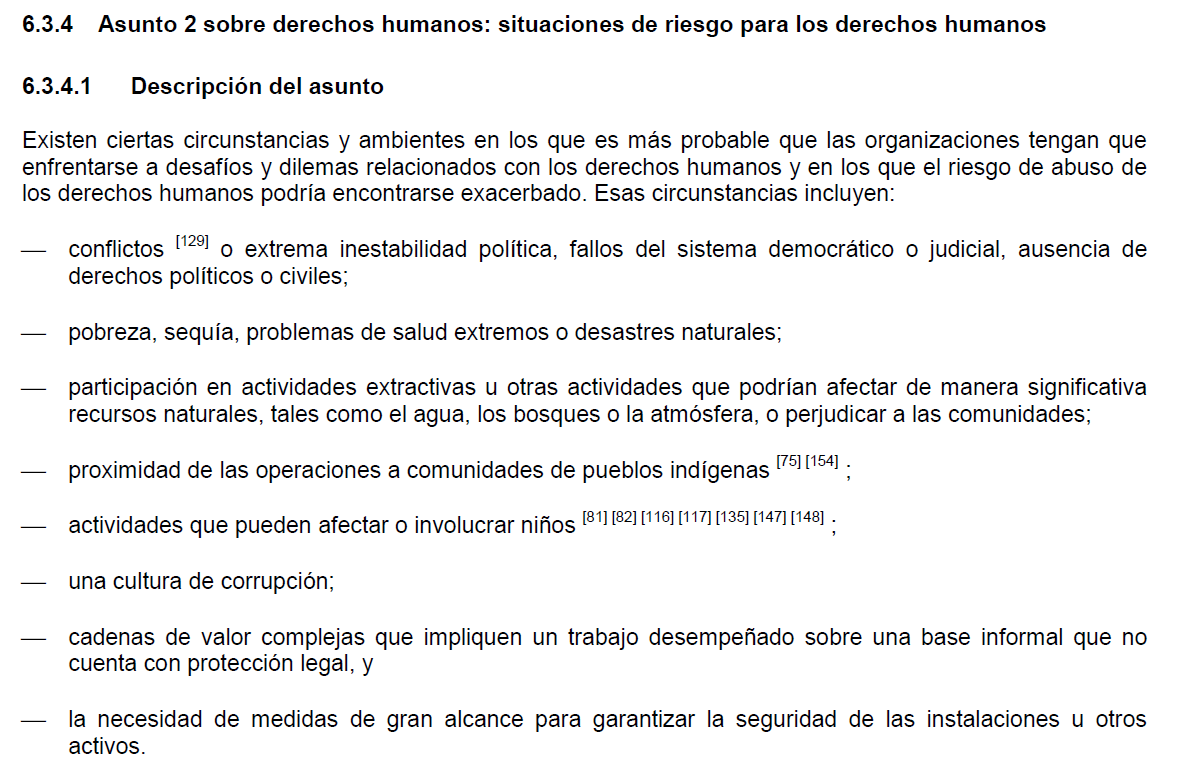 6.3.4 Asunto 2 sobre derechos humanos: situaciones de riesgo para los derechos humanos
6.3.4.1 Descripción del asunto
Existen ciertas circunstancias y ambientes en los que es más probable que las organizaciones tengan que
enfrentarse a desafíos y dilemas relacionados con los derechos humanos y en los que el riesgo de abuso de
los derechos humanos podría encontrarse exacerbado. Esas circunstancias incluyen:
— conflictos [129] o extrema inestabilidad política, fallos del sistema democrático o judicial, ausencia de
derechos políticos o civiles;
— pobreza, sequía, problemas de salud extremos o desastres naturales;
— participación en actividades extractivas u otras actividades que podrían afectar de manera significativa
recursos naturales, tales como el agua, los bosques o la atmósfera, o perjudicar a las comunidades;
— proximidad de las operaciones a comunidades de pueblos indígenas [75] [154] ;
— actividades que pueden afectar o involucrar niños [81] [82] [116] [117] [135] [147] [148] ;
— una cultura de corrupción;
— cadenas de valor complejas que impliquen un trabajo desempeñado sobre una base informal que no
cuenta con protección legal, y
— la necesidad de medidas de gran alcance para garantizar la seguridad de las instalaciones u otros
activos.